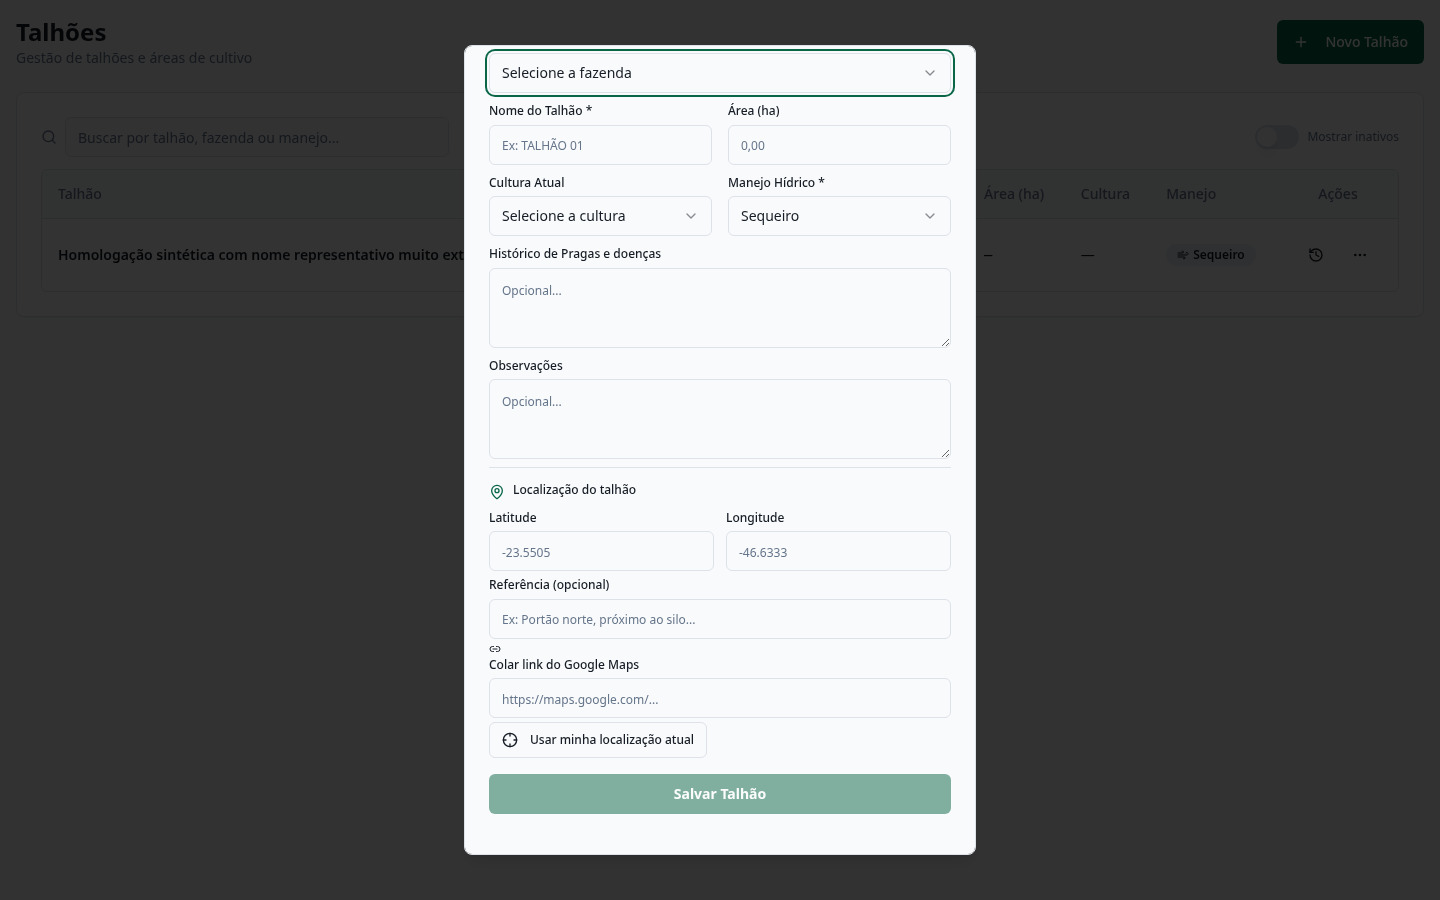 Talhões
Gestão de talhões e áreas de cultivo
+ Novo Talhão
Buscar por talhão, fazenda ou manejo...
Mostrar inativos
Talhão Área (ha) Cultura Manejo Ações
Homologação sintética com nome representativo muito ext – — Sequeiro
Selecione a fazenda
Nome do Talhão * Área (ha)
Ex: TALHÃO 01 0,00
Cultura Atual Manejo Hídrico *
Selecione a cultura Sequeiro
Histórico de Pragas e doenças
Opcional...
Observações
Opcional...
Localização do talhão
Latitude Longitude
-23.5505 -46.6333
Referência (opcional)
Ex: Portão norte, próximo ao silo...
Colar link do Google Maps
https://maps.google.com/...
Usar minha localização atual
Salvar Talhão